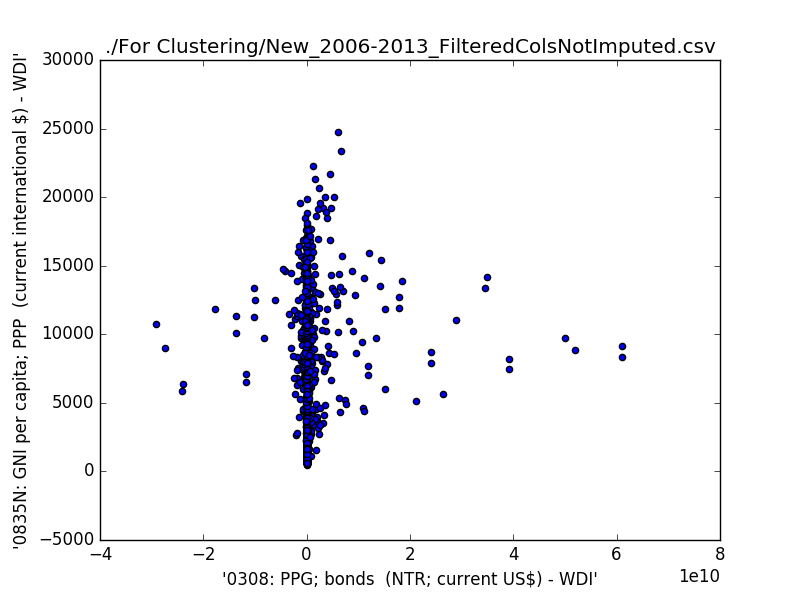 ./For Clustering/New_2006-2013_FilteredColsNotImputed.csv
'0835N: GNI per capita; PPP  (current international $) - WDI'
30000
25000
20000
15000
10000
5000
0
−5000
−4 −2 0 2 4 6 8
1e10
'0308: PPG; bonds  (NTR; current US$) - WDI'